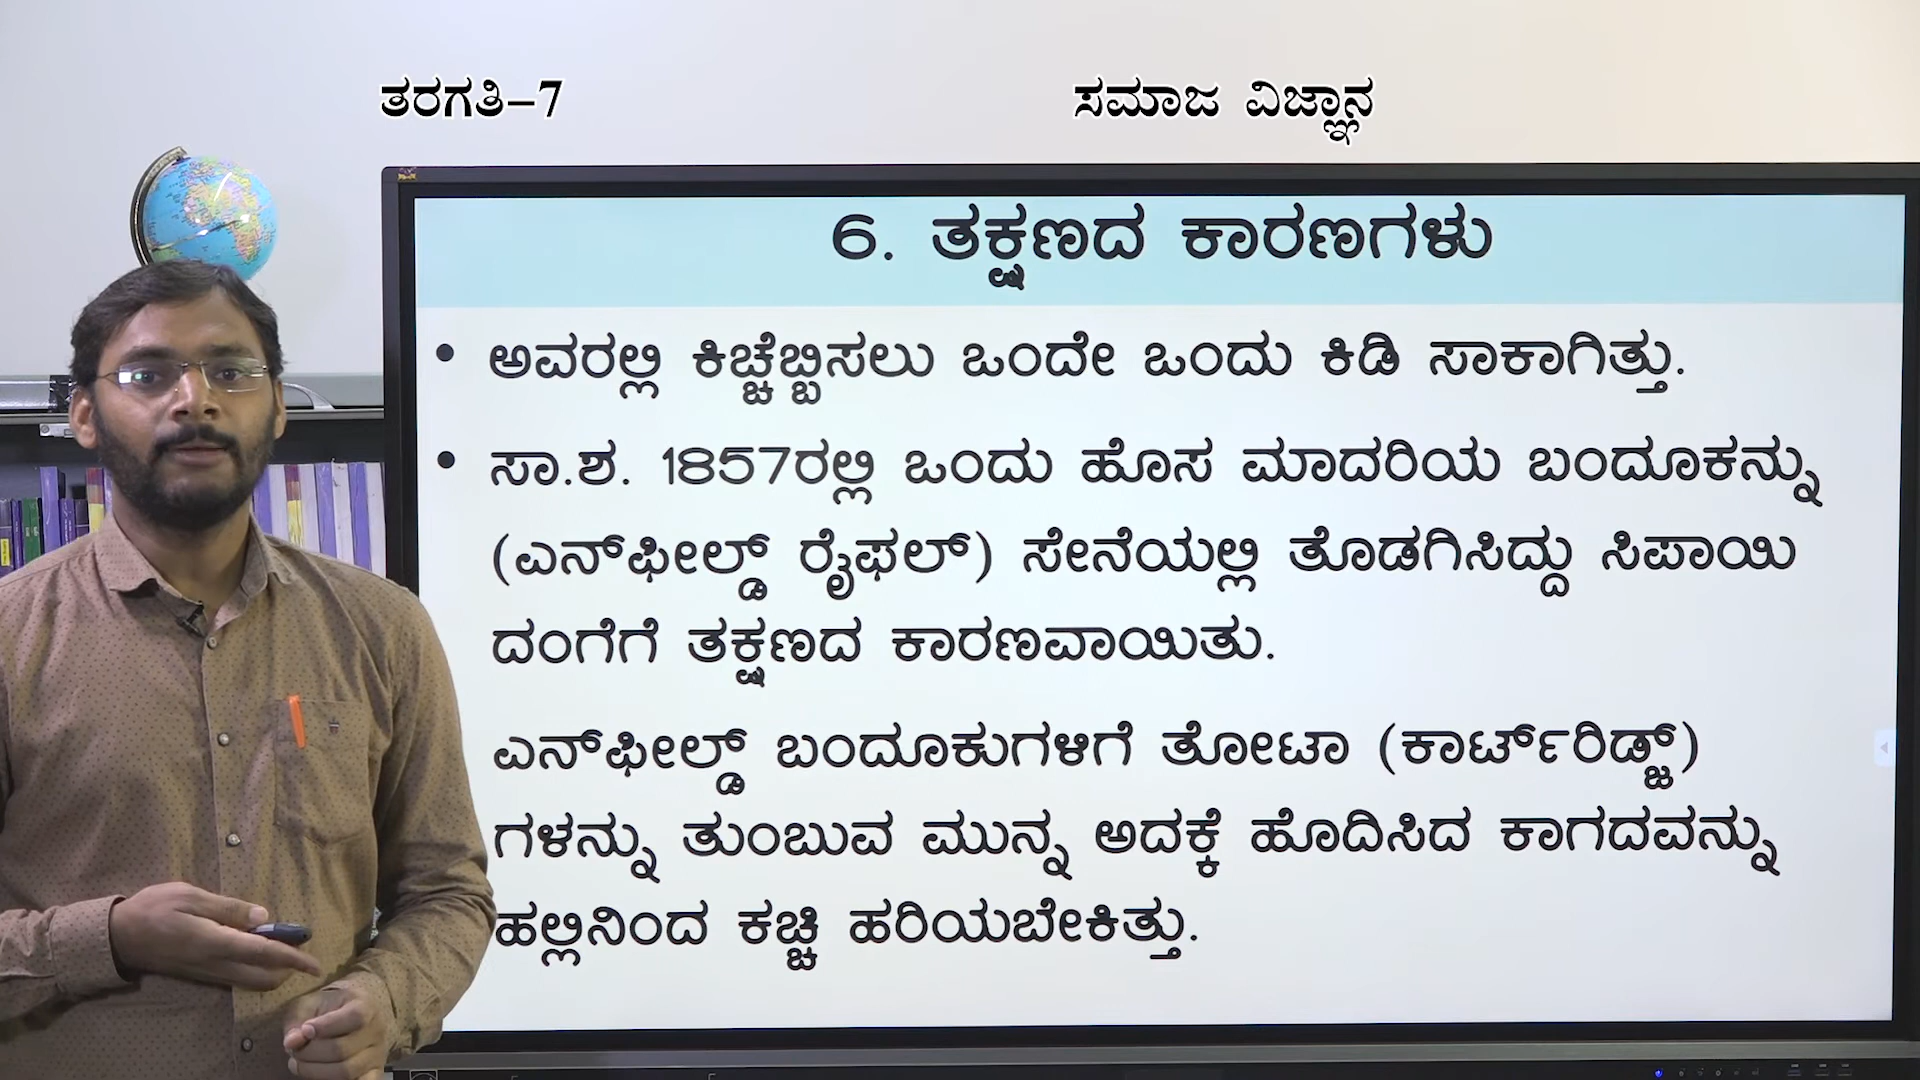 ತರಗತಿ–7
ಸಮಾಜ ವಿಜ್ಞಾನ
6. ತಕ್ಷಣದ ಕಾರಣಗಳು
• ಅವರಲ್ಲಿ ಕಿಚ್ಚೆಬ್ಬಿಸಲು ಒಂದೇ ಒಂದು ಕಿಡಿ ಸಾಕಾಗಿತ್ತು.
• ಸಾ.ಶ. 1857ರಲ್ಲಿ ಒಂದು ಹೊಸ ಮಾದರಿಯ ಬಂದೂಕನ್ನು
(ಎನ್‌ಫೀಲ್ಡ್ ರೈಫಲ್) ಸೇನೆಯಲ್ಲಿ ತೊಡಗಿಸಿದ್ದು ಸಿಪಾಯಿ
ದಂಗೆಗೆ ತಕ್ಷಣದ ಕಾರಣವಾಯಿತು.
ಎನ್‌ಫೀಲ್ಡ್ ಬಂದೂಕುಗಳಿಗೆ ತೋಟಾ (ಕಾರ್ಟ್‌ರಿಡ್ಜ್)
ಗಳನ್ನು ತುಂಬುವ ಮುನ್ನ ಅದಕ್ಕೆ ಹೊದಿಸಿದ ಕಾಗದವನ್ನು
ಹಲ್ಲಿನಿಂದ ಕಚ್ಚಿ ಹರಿಯಬೇಕಿತ್ತು.